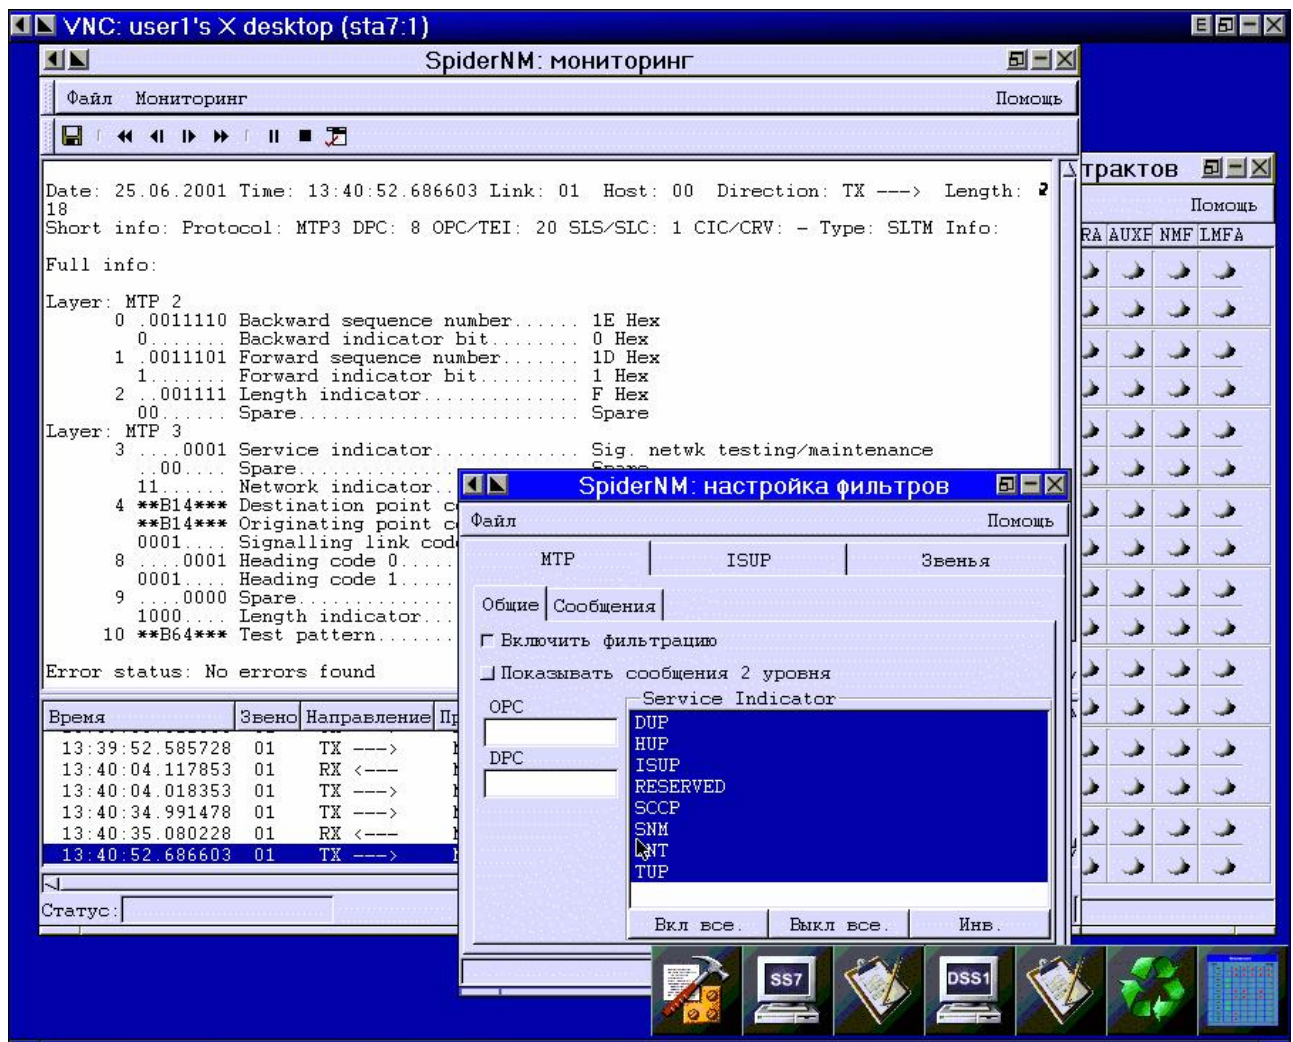 VNC: user1's X desktop (sta7:1)
E
SpiderNM: мониторинг
Файл Мониторинг Помощь
Date: 25.06.2001 Time: 13:40:52.686603 Link: 01 Host: 00 Direction: TX ---> Length:
18
Short info: Protocol: MTP3 DPC: 8 OPC/TEI: 20 SLS/SLC: 1 CIC/CRV: - Type: SLTM Info:
Full info:
Layer: MTP 2
0 .0011110 Backward sequence number...... 1E Hex
0....... Backward indicator bit........ 0 Hex
1 .0011101 Forward sequence number....... 1D Hex
1....... Forward indicator bit......... 1 Hex
2 ..001111 Length indicator.............. F Hex
00...... Spare......................... Spare
Layer: MTP 3
3 ....0001 Service indicator............. Sig. netwk testing/maintenance
..00.... Spare......................... Spare
11...... Network indicator..
4 **B14*** Destination point c
**B14*** Originating point c
0001.... Signalling link cod
8 ....0001 Heading code 0.....
0001.... Heading code 1.....
9 ....0000 Spare..............
1000.... Length indicator...
10 **B64*** Test pattern.......
Error status: No errors found
Время Звено Направление Пр
13:39:52.585728 01 TX --->
13:40:04.117853 01 RX <---
13:40:04.018353 01 TX --->
13:40:34.991478 01 TX --->
13:40:35.080228 01 RX <---
13:40:52.686603 01 TX --->
Статус:
трактов
Помощь
RA AUXF NMF LMFA
SpiderNM: настройка фильтров
Файл Помощь
MTP ISUP Звенья
Общие Сообщения
Включить фильтрацию
Показывать сообщения 2 уровня
OPC
DPC
Service Indicator
DUP
HUP
ISUP
RESERVED
SCCP
SNM
NT
TUP
Вкл все. Выкл все. Инв.
SS7 DSS1